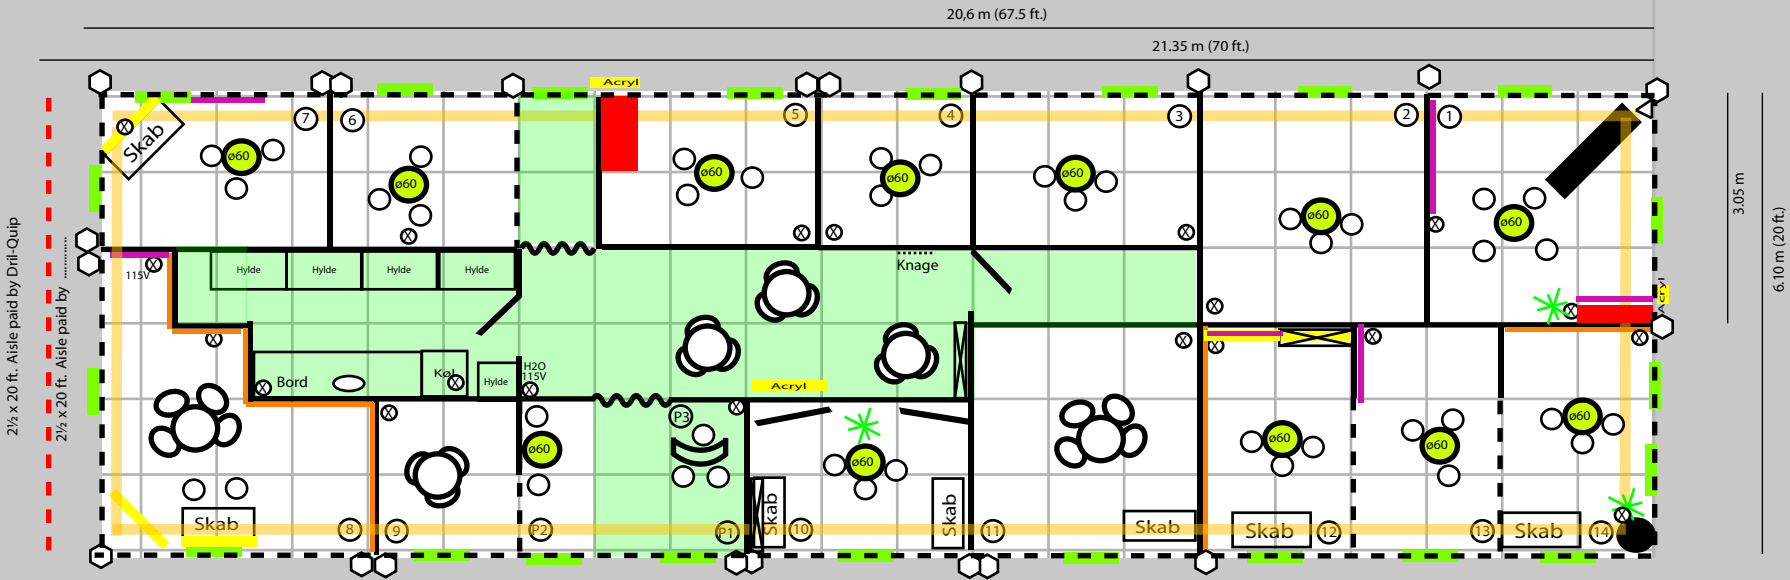 20,6 m (67.5 ft.)
21.35 m (70 ft.)
Acryl
7
6
5
4
3
2
1
Skab
ø60
ø60
ø60
ø60
ø60
ø60
ø60
3.05 m
6.10 m (20 ft.)
2½ x 20 ft. Aisle paid by Dril-Quip
2½ x 20 ft. Aisle paid by ..............
115V
Hylde
Hylde
Hylde
Hylde
Knage
Acryl
Bord
Køl
Hylde
H2O
115V
Acryl
P3
ø60
ø60
ø60
ø60
ø60
Skab
8
9
P2
P1
Skab
10
Skab
11
Skab
Skab
12
13
Skab
14